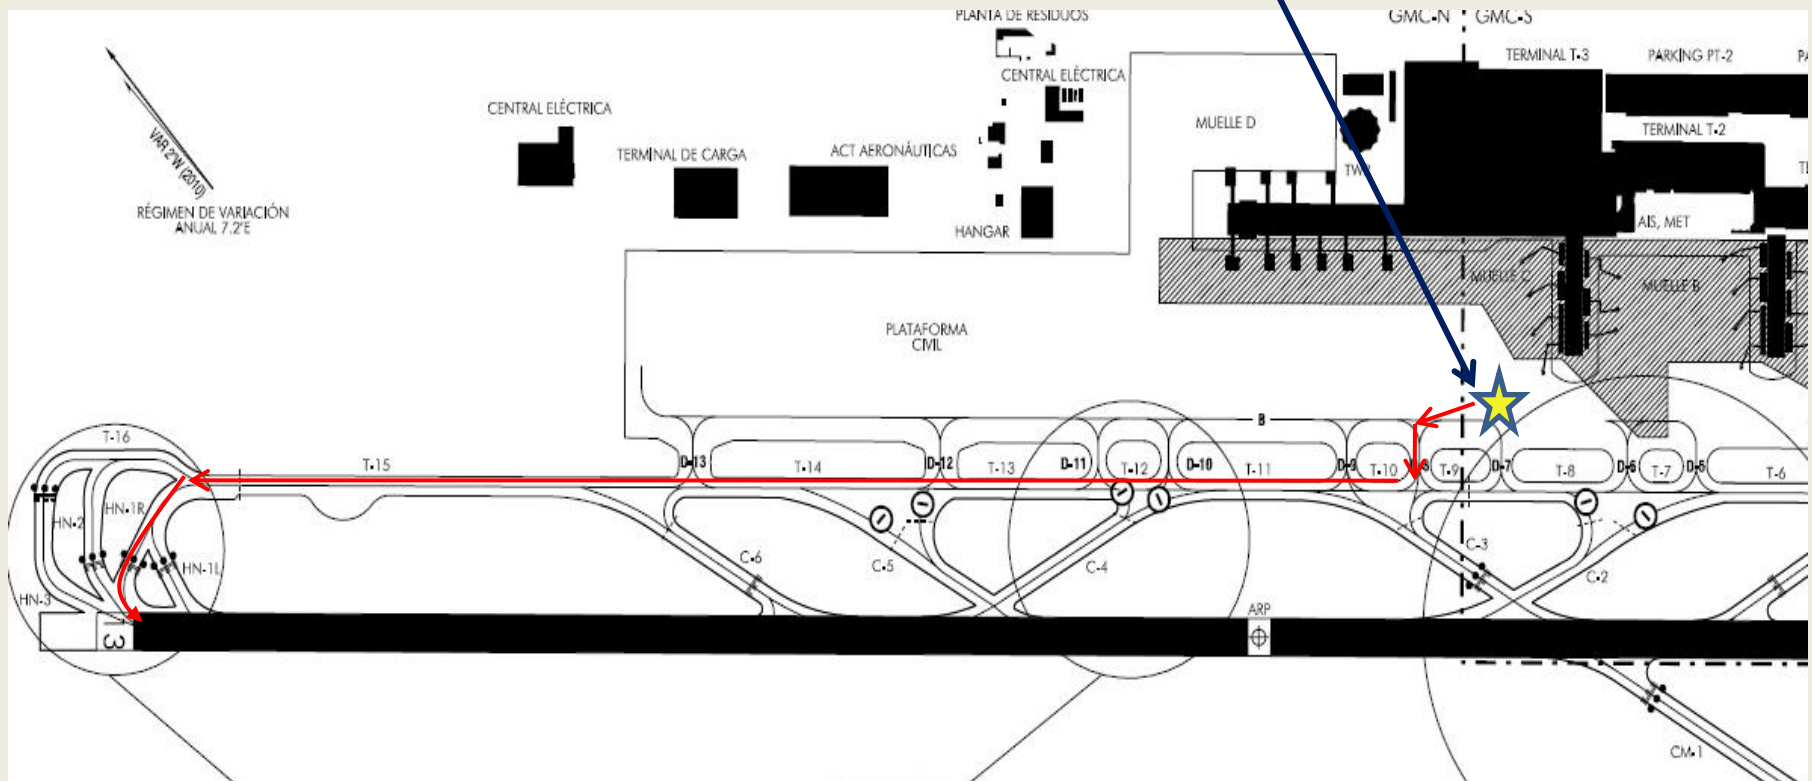 PLANTA DE RESIDUOS
GMC-N
GMC-S
TERMINAL T-3
PARKING PT-2
CENTRAL ELÉCTRICA
CENTRAL ELÉCTRICA
MUELLE D
TERMINAL T-2
VAR 2°W (2010)
TERMINAL DE CARGA
ACT AERONÁUTICAS
RÉGIMEN DE VARIACIÓN
ANUAL 7.2'E
HANGAR
AIS, MET
MUELLE C
MUELLE B
PLATAFORMA
CIVIL
B
T-16
T-15
D-13
T-14
D-12
T-13
D-11
T-12
D-10
T-11
D-9
T-10
T-9
D-7
T-8
D-6
T-7
D-5
T-6
HN-2
HN-1R
HN-1L
HN-3
C-6
C-5
C-4
C-3
C-2
ARP
CM-1